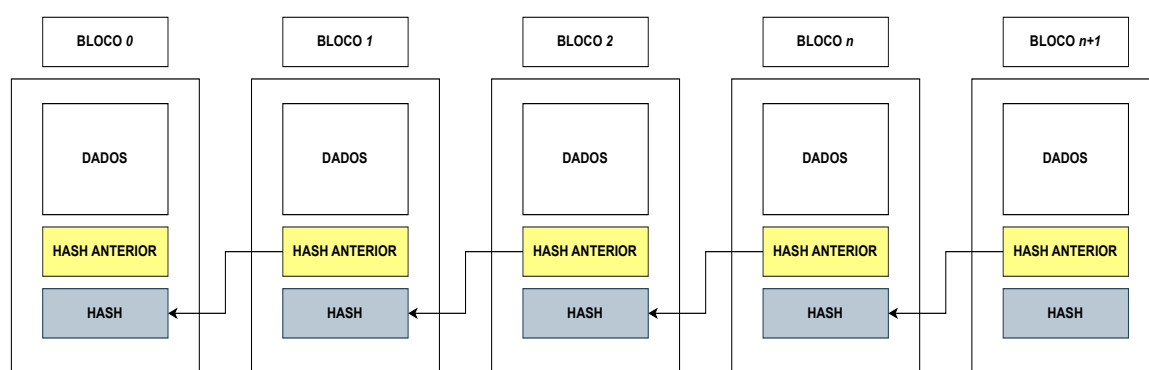 BLOCO 0
BLOCO 1
BLOCO 2
BLOCO n
BLOCO n+1
DADOS
DADOS
DADOS
DADOS
DADOS
HASH ANTERIOR
HASH ANTERIOR
HASH ANTERIOR
HASH ANTERIOR
HASH ANTERIOR
HASH
HASH
HASH
HASH
HASH